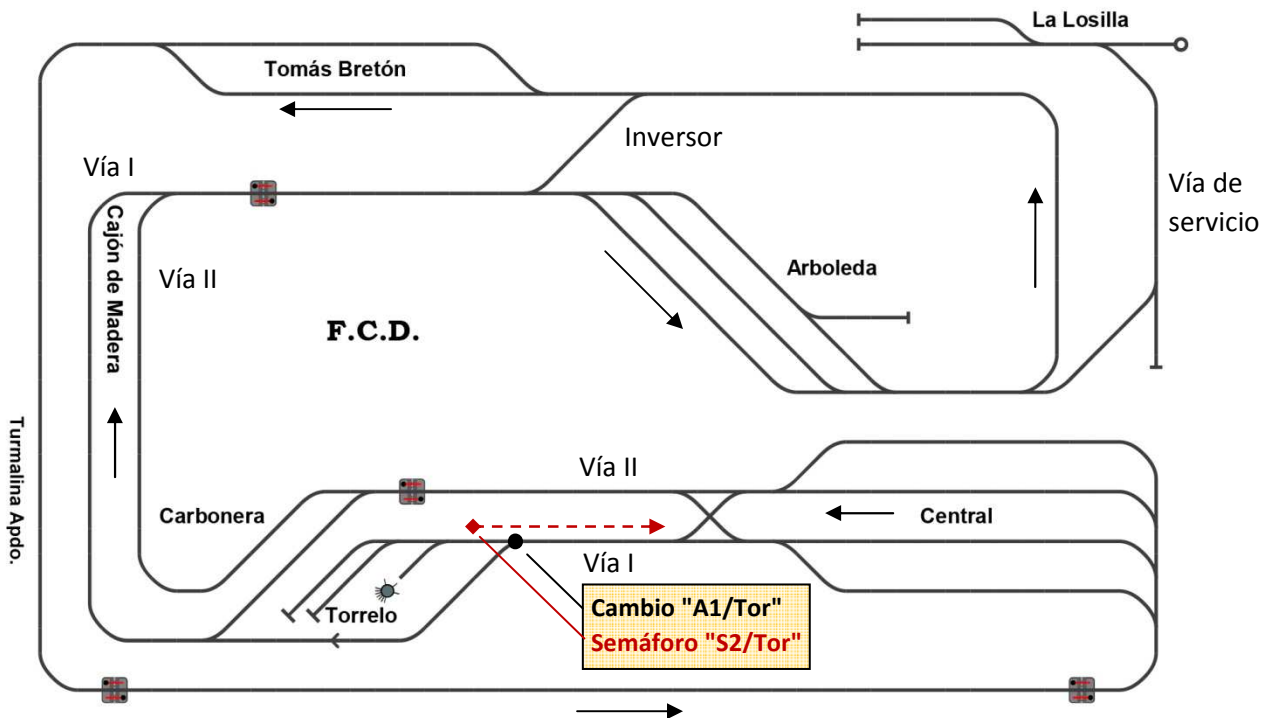 La Losilla
Tomás Bretón
Inversor
Vía I
Vía de
servicio
Cajón de Madera
Vía II
Arboleda
F.C.D.
Turmalina Apdo.
Vía II
Carbonera
Central
Vía I
Torrelo
Cambio "A1/Tor"
Semáforo "S2/Tor"